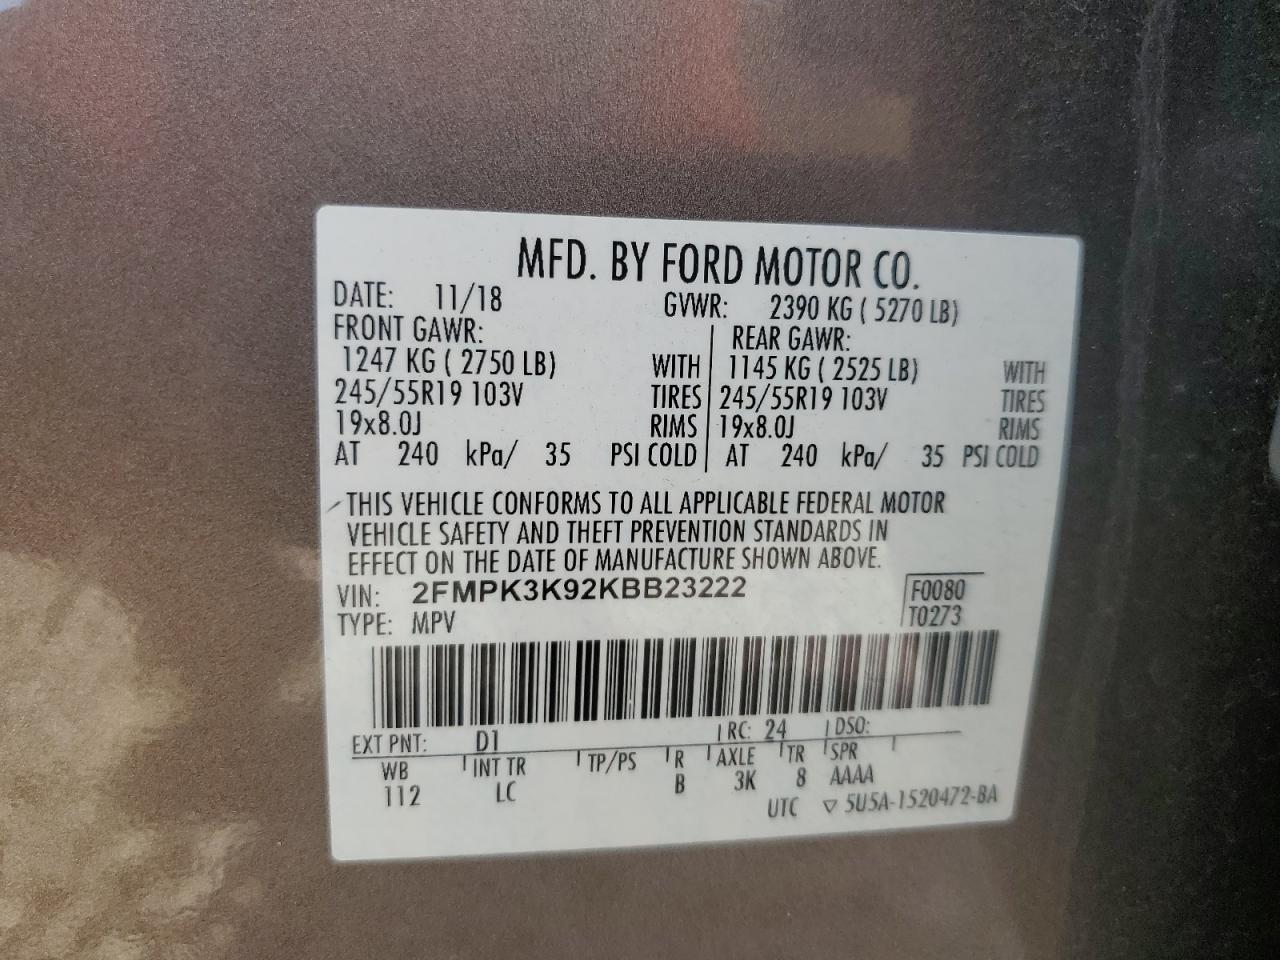 MFD. BY FORD MOTOR CO.
DATE: 11/18 GVWR: 2390 KG ( 5270 LB)
FRONT GAWR: REAR GAWR:
1247 KG ( 2750 LB) WITH 1145 KG ( 2525 LB) WITH
245/55R19 103V TIRES 245/55R19 103V TIRES
19x8.0J RIMS 19x8.0J RIMS
AT 240 kPa/ 35 PSI COLD AT 240 kPa/ 35 PSI COLD
THIS VEHICLE CONFORMS TO ALL APPLICABLE FEDERAL MOTOR
VEHICLE SAFETY AND THEFT PREVENTION STANDARDS IN
EFFECT ON THE DATE OF MANUFACTURE SHOWN ABOVE.
VIN: 2FMPK3K92KBB23222 F0080
TYPE: MPV T0273
EXT PNT: D1 RC: 24 DSO:
WB INT TR TP/PS R AXLE TR SPR
112 LC B 3K 8 AAAA
UTC ▽ 5U5A-1520472-BA